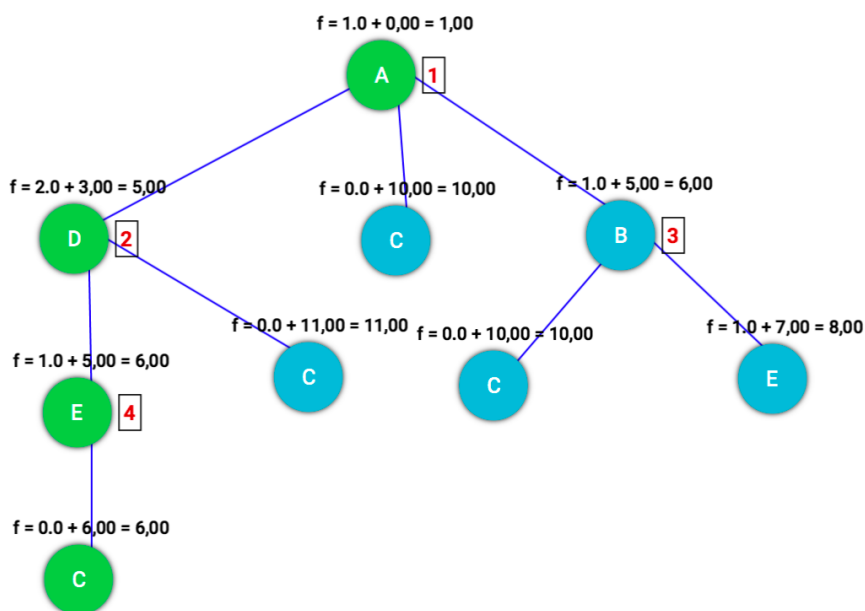 f = 1.0 + 0,00 = 1,00
A
1
f = 2.0 + 3,00 = 5,00
f = 0.0 + 10,00 = 10,00
f = 1.0 + 5,00 = 6,00
D
2
C
B
3
f = 0.0 + 11,00 = 11,00
f = 0.0 + 10,00 = 10,00
f = 1.0 + 7,00 = 8,00
f = 1.0 + 5,00 = 6,00
C
C
E
E
4
f = 0.0 + 6,00 = 6,00
C